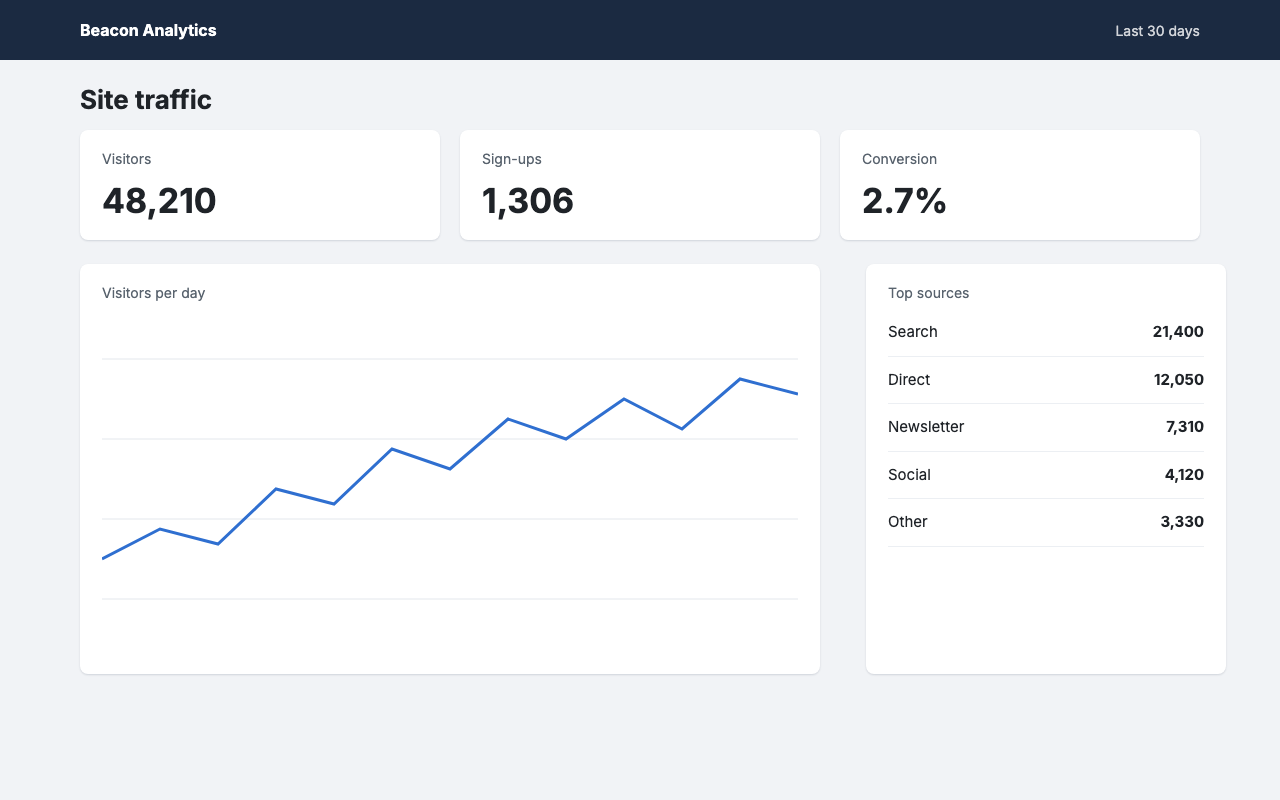 Beacon Analytics
Last 30 days
Site traffic
Visitors
48,210
Sign-ups
1,306
Conversion
2.7%
Visitors per day
Top sources
Search 21,400
Direct 12,050
Newsletter 7,310
Social 4,120
Other 3,330